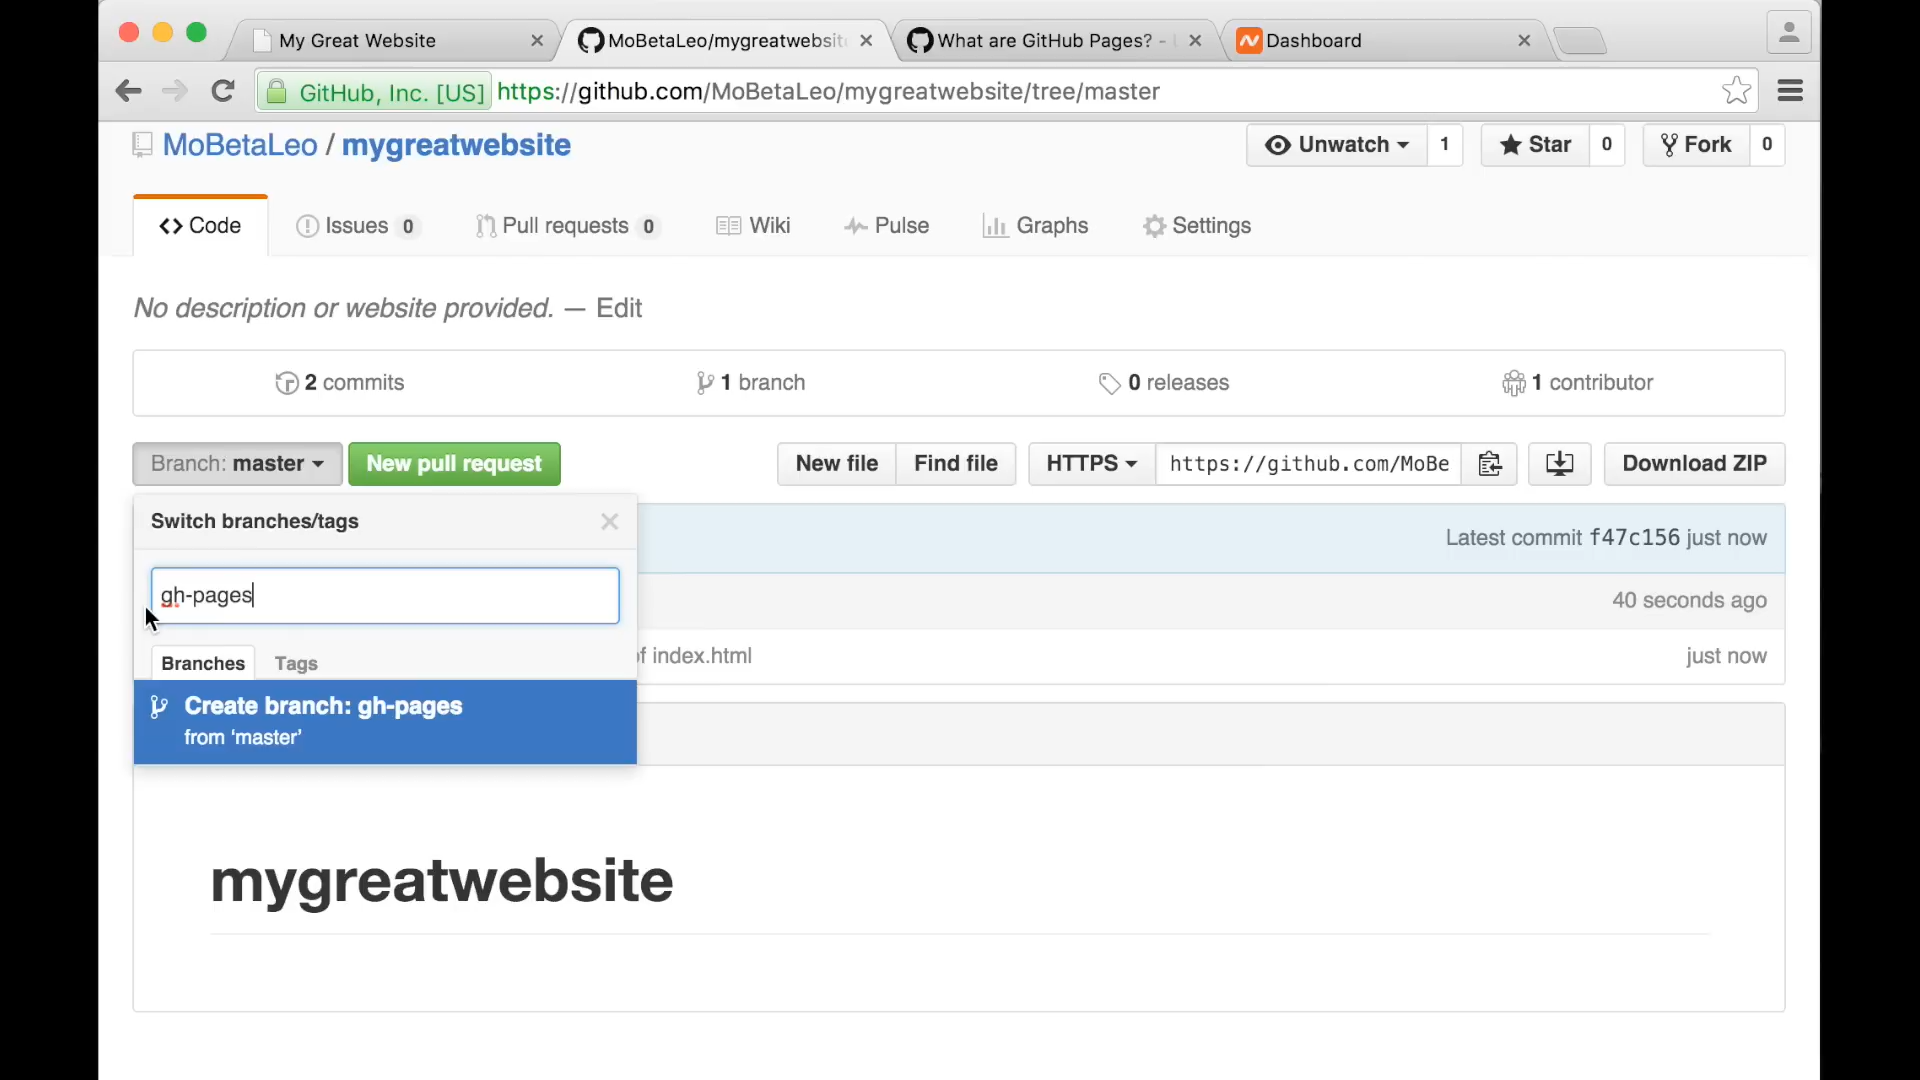 My Great Website
MoBetaLeo/mygreatwebsit
What are GitHub Pages? -
Dashboard
GitHub, Inc. [US] https://github.com/MoBetaLeo/mygreatwebsite/tree/master
MoBetaLeo / mygreatwebsite
Unwatch 1
Star 0
Fork 0
Code
Issues 0
Pull requests 0
Wiki
Pulse
Graphs
Settings
No description or website provided. — Edit
2 commits
1 branch
0 releases
1 contributor
Branch: master
New pull request
New file
Find file
HTTPS
https://github.com/MoBe
Download ZIP
Switch branches/tags
Latest commit f47c156 just now
gh-pages
40 seconds ago
Branches
Tags
of index.html
just now
Create branch: gh-pages
from ‘master’
mygreatwebsite